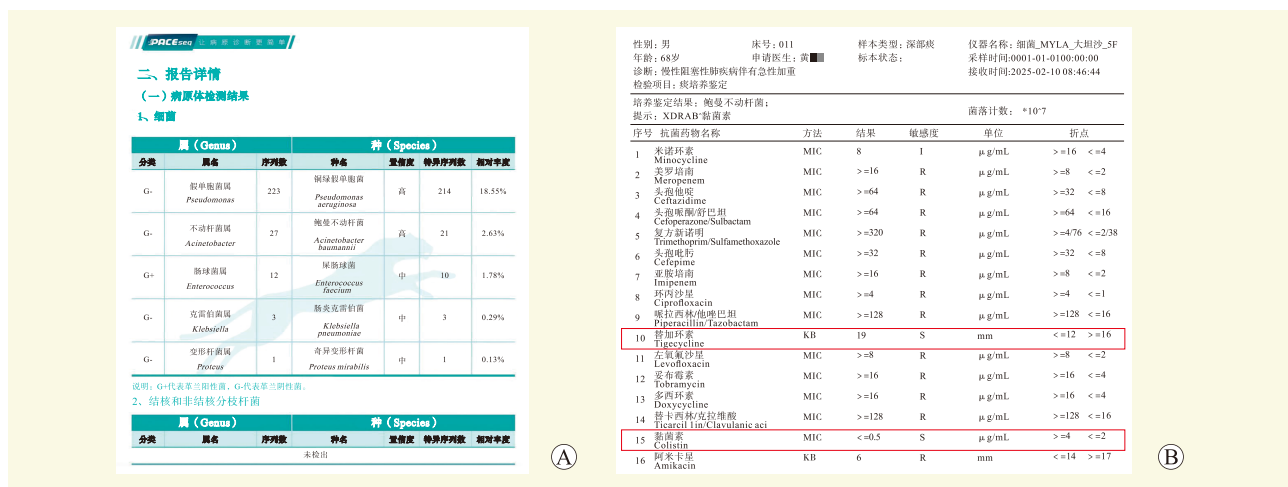 PACEseq 让病原诊断更简单
二、报告详情
（一）病原体检测结果
1、细菌
属（Genus） 种（Species）
分类 属名 序列数 种名 置信度 特异序列数 相对丰度
G- 假单胞菌属 Pseudomonas 223 铜绿假单胞菌 Pseudomonas aeruginosa 高 214 18.55%
G- 不动杆菌属 Acinetobacter 27 鲍曼不动杆菌 Acinetobacter baumannii 高 21 2.63%
G+ 肠球菌属 Enterococcus 12 屎肠球菌 Enterococcus faecium 中 10 1.78%
G- 克雷伯菌属 Klebsiella 3 肠炎克雷伯菌 Klebsiella pneumoniae 中 3 0.29%
G- 变形杆菌属 Proteus 1 奇异变形杆菌 Proteus mirabilis 中 1 0.13%
说明：G+代表革兰阳性菌，G-代表革兰阴性菌。
2、结核和非结核分枝杆菌
属（Genus） 种（Species）
分类 属名 序列数 种名 置信度 特异序列数 相对丰度
未检出
A
性别：男 床号：011 样本类型：深部痰 仪器名称：细菌_MYLA_大坦沙_5F
年龄：68岁 申请医生：黄 标本状态： 采样时间:0001-01-0100:00:00
诊断：慢性阻塞性肺疾病伴有急性加重 接收时间:2025-02-10 08:46:44
检验项目：痰培养鉴定
培养鉴定结果：鲍曼不动杆菌；
提示：XDRAB^黏菌素 菌落计数： *10^7
序号 抗菌药物名称 方法 结果 敏感度 单位 折点
1 米诺环素 Minocycline MIC 8 I μg/mL >=16 <=4
2 美罗培南 Meropenem MIC >=16 R μg/mL >=8 <=2
3 头孢他啶 Ceftazidime MIC >=64 R μg/mL >=32 <=8
4 头孢哌酮/舒巴坦 Cefoperazone/Sulbactam MIC >=64 R μg/mL >=64 <=16
5 复方新诺明 Trimethoprim/Sulfamethoxazole MIC >=320 R μg/mL >=4/76 <=2/38
6 头孢吡肟 Cefepime MIC >=32 R μg/mL >=32 <=8
7 亚胺培南 Imipenem MIC >=16 R μg/mL >=8 <=2
8 环丙沙星 Ciprofloxacin MIC >=4 R μg/mL >=4 <=1
9 哌拉西林/他唑巴坦 Piperacillin/Tazobactam MIC >=128 R μg/mL >=128 <=16
10 替加环素 Tigecycline KB 19 S mm <=12 >=16
11 左氧氟沙星 Levofloxacin MIC >=8 R μg/mL >=8 <=2
12 妥布霉素 Tobramycin MIC >=16 R μg/mL >=16 <=4
13 多西环素 Doxycycline MIC >=16 R μg/mL >=16 <=4
14 替卡西林/克拉维酸 Ticarcil 1in/Clavulanic aci MIC >=128 R μg/mL >=128 <=16
15 黏菌素 Colistin MIC <=0.5 S μg/mL >=4 <=2
16 阿米卡星 Amikacin KB 6 R mm <=14 >=17
B